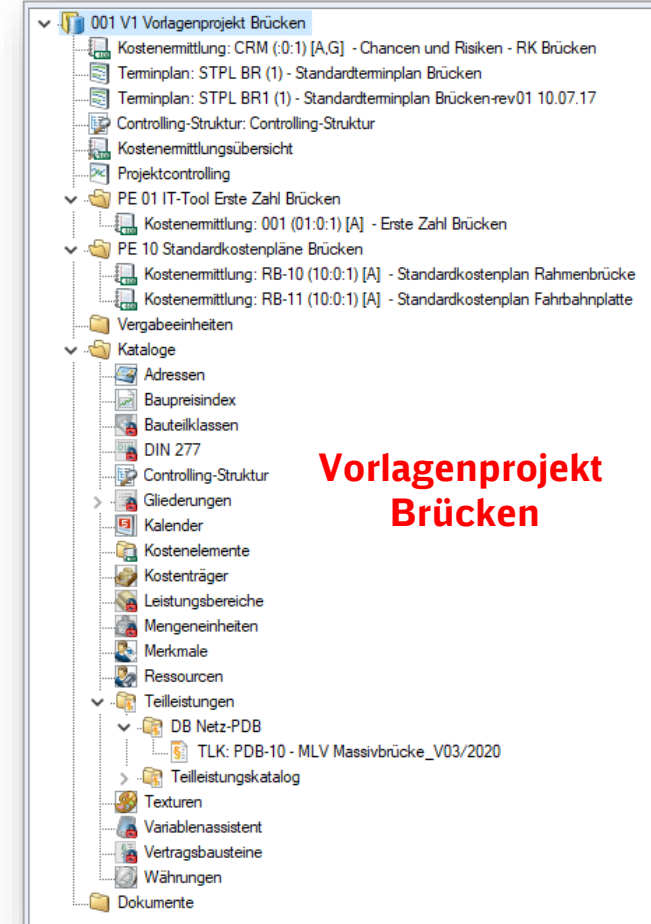 001 V1 Vorlagenprojekt Brücken
Kostenermittlung: CRM (:0:1) [A,G] - Chancen und Risiken - RK Brücken
Terminplan: STPL BR (1) - Standardterminplan Brücken
Terminplan: STPL BR1 (1) - Standardterminplan Brücken-rev01 10.07.17
Controlling-Struktur: Controlling-Struktur
Kostenermittlungsübersicht
Projektcontrolling
PE 01 IT-Tool Erste Zahl Brücken
Kostenermittlung: 001 (01:0:1) [A] - Erste Zahl Brücken
PE 10 Standardkostenpläne Brücken
Kostenermittlung: RB-10 (10:0:1) [A] - Standardkostenplan Rahmenbrücke
Kostenermittlung: RB-11 (10:0:1) [A] - Standardkostenplan Fahrbahnplatte
Vergabeeinheiten
Kataloge
Adressen
Baupreisindex
Bauteilklassen
DIN 277
Controlling-Struktur
Gliederungen
Kalender
Kostenelemente
Kostenträger
Leistungsbereiche
Mengeneinheiten
Merkmale
Ressourcen
Teilleistungen
DB Netz-PDB
TLK: PDB-10 - MLV Massivbrücke_V03/2020
Teilleistungskatalog
Texturen
Variablenassistent
Vertragsbausteine
Währungen
Dokumente
Vorlagenprojekt
Brücken